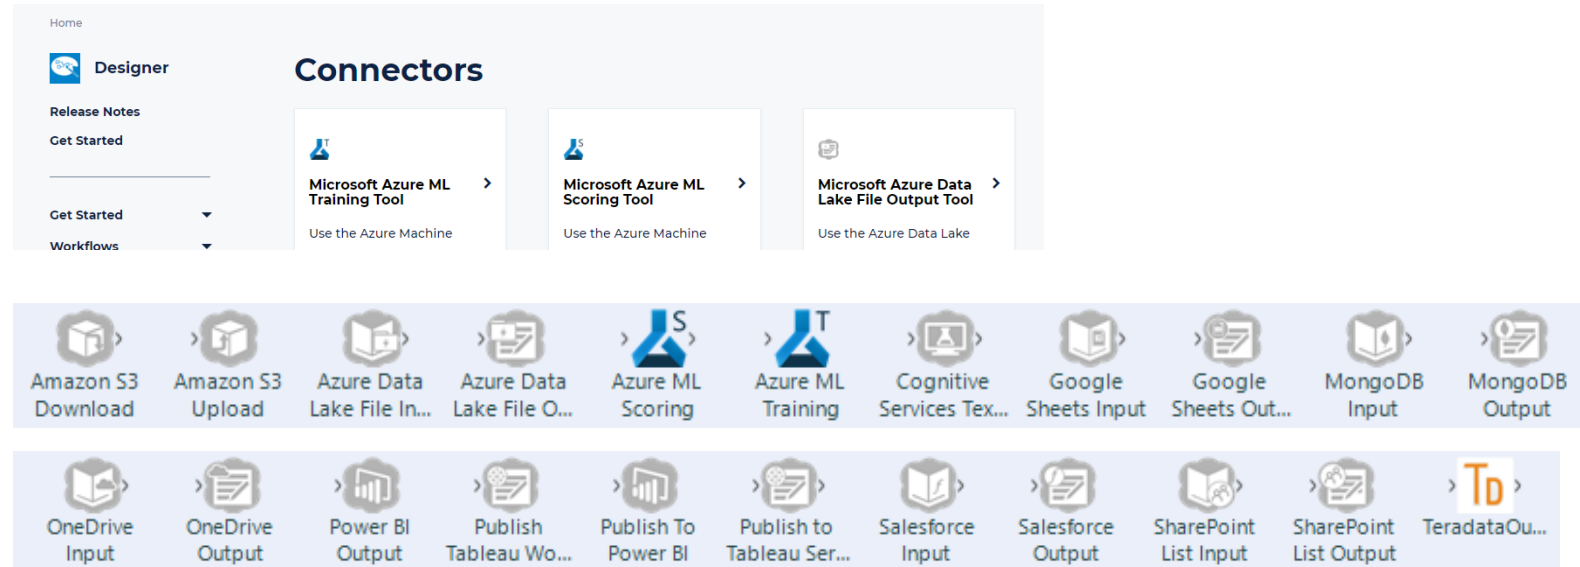 Home
Designer
Connectors
Release Notes
Get Started
Get Started
Workflows
T
Microsoft Azure ML
Training Tool
Use the Azure Machine
S
Microsoft Azure ML
Scoring Tool
Use the Azure Machine
Microsoft Azure Data
Lake File Output Tool
Use the Azure Data Lake
Amazon S3
Download
Amazon S3
Upload
Azure Data
Lake File In...
Azure Data
Lake File O...
S
Azure ML
Scoring
T
Azure ML
Training
Cognitive
Services Tex...
Google
Sheets Input
Google
Sheets Out...
MongoDB
Input
MongoDB
Output
OneDrive
Input
OneDrive
Output
Power BI
Output
Publish
Tableau Wo...
Publish To
Power BI
Publish to
Tableau Ser...
Salesforce
Input
Salesforce
Output
SharePoint
List Input
SharePoint
List Output
TD
TeradataOu...